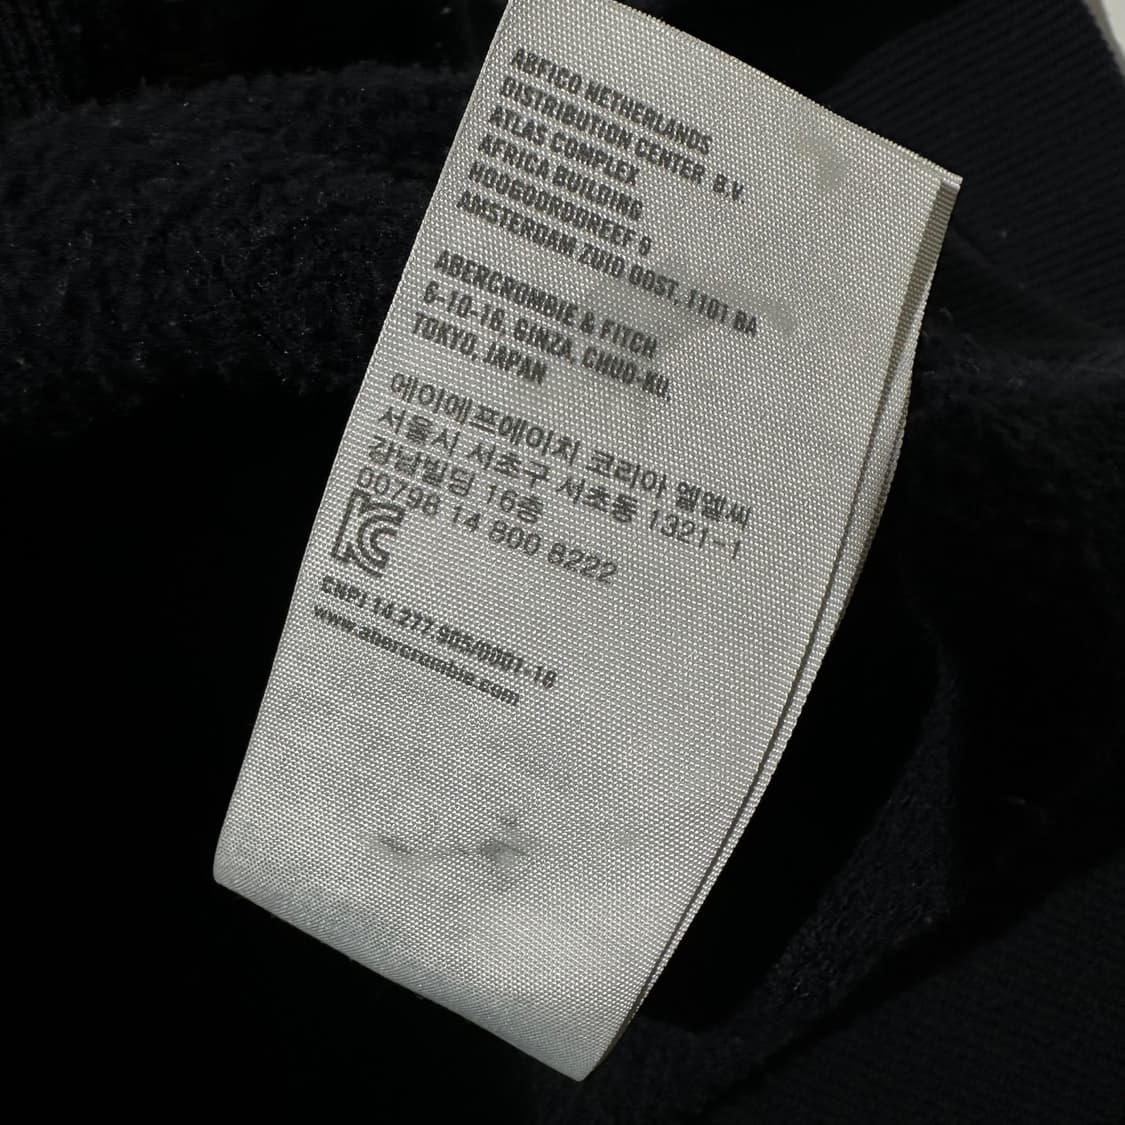 ABFICO NETHERLANDS
DISTRIBUTION CENTER B.V
ATLAS COMPLEX
AFRICA BUILDING
HOOGOORDDREEF 9
AMSTERDAM ZUID OOST, 1101 BA
ABERCROMBIE & FITCH
6-10-16, GINZA, CHUO-KU,
TOKYO, JAPAN
에이에프에이치 코리아 엘엘씨
서울시 서초구 서초동 1321-1
강남빌딩 16층
00798 14 800 8222
CNPJ 14.277.905/0001-16
www.abercrombie.com